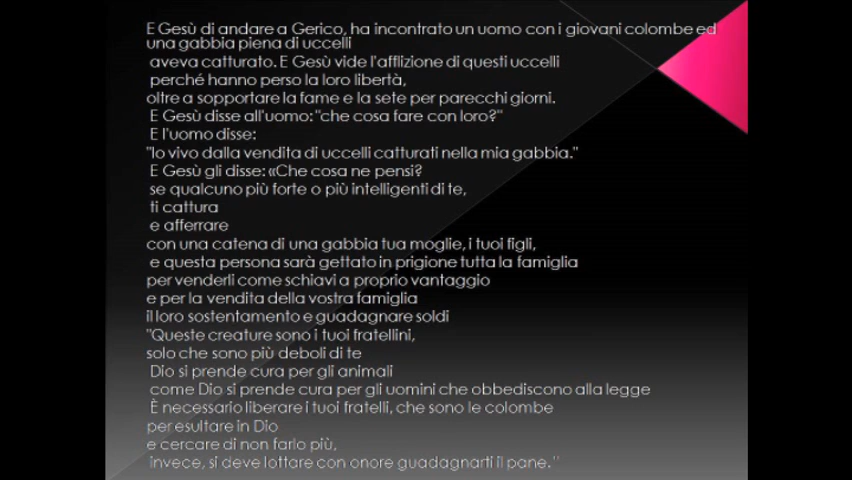 E Gesù di andare a Gerico, ha incontrato un uomo con i giovani colombe ed
una gabbia piena di uccelli
aveva catturato. E Gesù vide l'afflizione di questi uccelli
perché hanno perso la loro libertà,
oltre a sopportare la fame e la sete per parecchi giorni.
E Gesù disse all'uomo: "che cosa fare con loro?"
E l'uomo disse:
"Io vivo dalla vendita di uccelli catturati nella mia gabbia."
E Gesù gli disse: «Che cosa ne pensi?
se qualcuno più forte o più intelligenti di te,
ti cattura
e afferrare
con una catena di una gabbia tua moglie, i tuoi figli,
e questa persona sarà gettato in prigione tutta la famiglia
per venderli come schiavi a proprio vantaggio
e per la vendita della vostra famiglia
il loro sostentamento e guadagnare soldi
"Queste creature sono i tuoi fratellini,
solo che sono più deboli di te
Dio si prende cura per gli animali
come Dio si prende cura per gli uomini che obbediscono alla legge
È necessario liberare i tuoi fratelli, che sono le colombe
per esultare in Dio
e cercare di non farlo più,
invece, si deve lottare con onore guadagnarti il pane. "